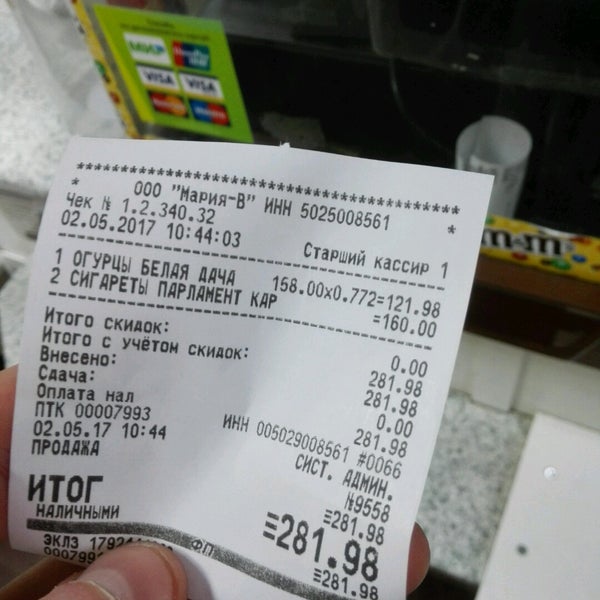 МИР
VISA VISA
m&m's
****************************************
* ООО "Мария-В" ИНН 5025008561 *
Чек № 1.2.340.32
02.05.2017 10:44:03 Старший кассир 1
1 ОГУРЦЫ БЕЛАЯ ДАЧА 158.00х0.772=121.98
2 СИГАРЕТЫ ПАРЛАМЕНТ КАР =160.00
Итого скидок: 0.00
Итого с учётом скидок: 281.98
Внесено: 281.98
Сдача: 0.00
Оплата нал 281.98
ПТК 00007993 ИНН 005029008561 #0066
02.05.17 10:44 СИСТ. АДМИН.
ПРОДАЖА №9558
≡281.98
ИТОГ ≡281.98
НАЛИЧНЫМИ ≡281.98
ФП
ЭКЛЗ